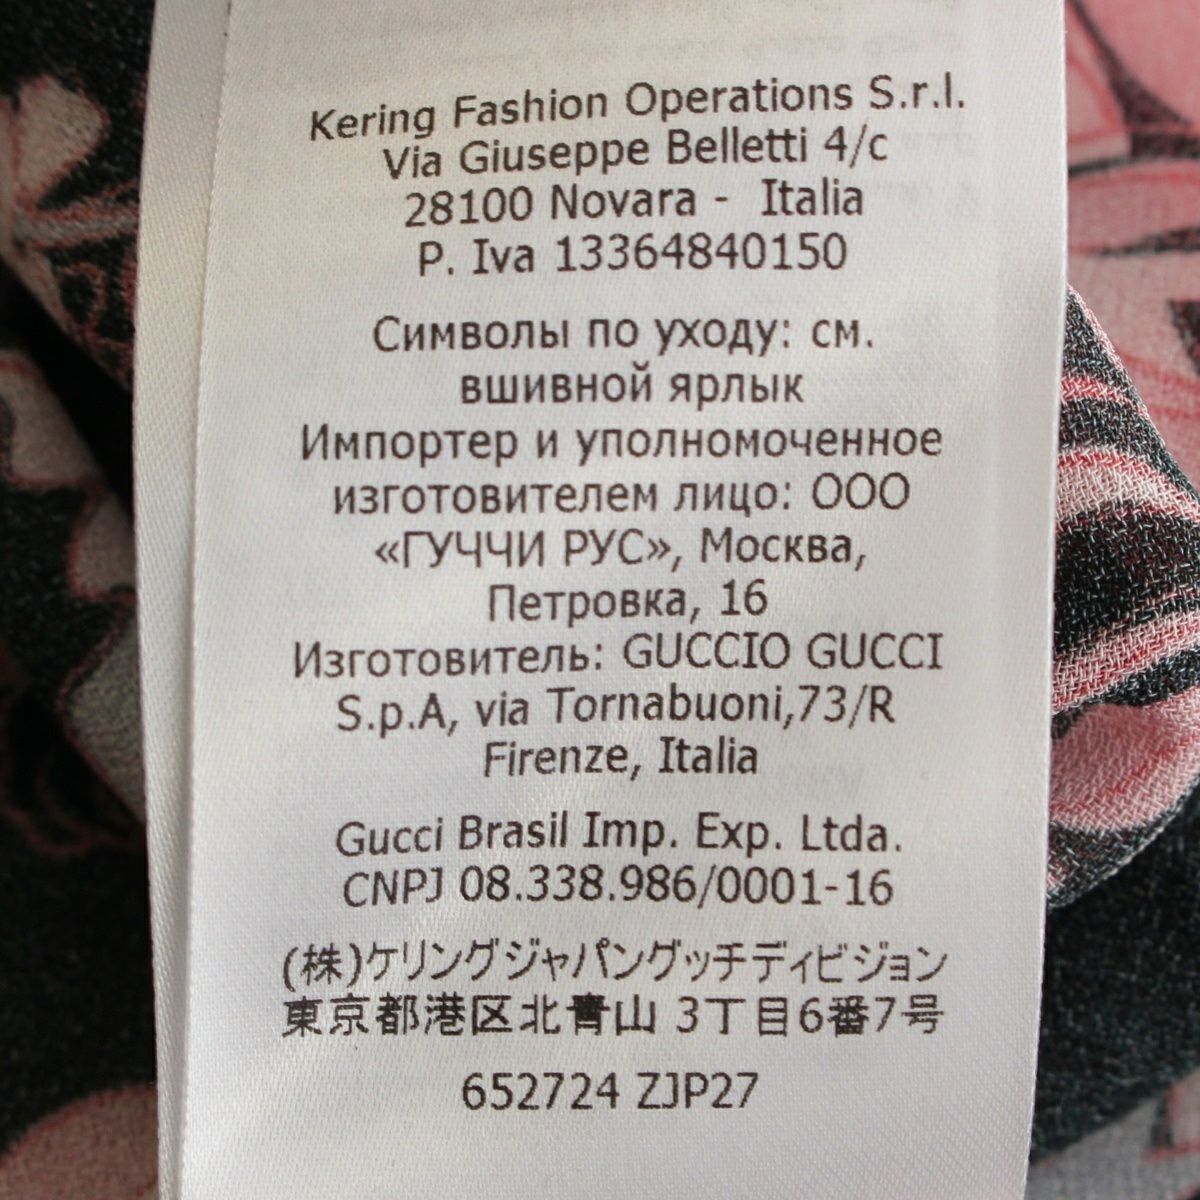 Kering Fashion Operations S.r.l.
Via Giuseppe Belletti 4/c
28100 Novara - Italia
P. Iva 13364840150
Символы по уходу: см.
вшивной ярлык
Импортер и уполномоченное
изготовителем лицо: ООО
«ГУЧЧИ РУС», Москва,
Петровка, 16
Изготовитель: GUCCIO GUCCI
S.p.A, via Tornabuoni,73/R
Firenze, Italia
Gucci Brasil Imp. Exp. Ltda.
CNPJ 08.338.986/0001-16
(株)ケリングジャパングッチディビジョン
東京都港区北青山 3丁目6番7号
652724 ZJP27